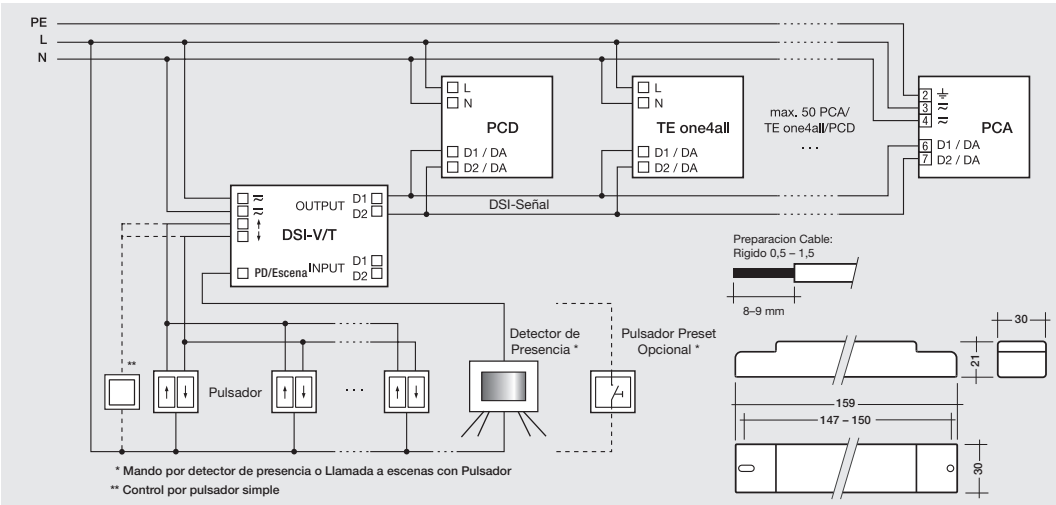 PE
L
N
L
N
PCD
D1 / DA
D2 / DA
L
N
TE one4all
D1 / DA
D2 / DA
max. 50 PCA/
TE one4all/PCD
...
2
3
4
PCA
6 D1 / DA
7 D2 / DA
OUTPUT D1
D2
DSI-V/T
PD/Escena INPUT D1
D2
DSI-Señal
Preparacion Cable:
Rigido 0,5 – 1,5
8–9 mm
**
Pulsador
...
Detector de
Presencia *
Pulsador Preset
Opcional *
30
21
159
147 – 150
30
* Mando por detector de presencia o Llamada a escenas con Pulsador
** Control por pulsador simple